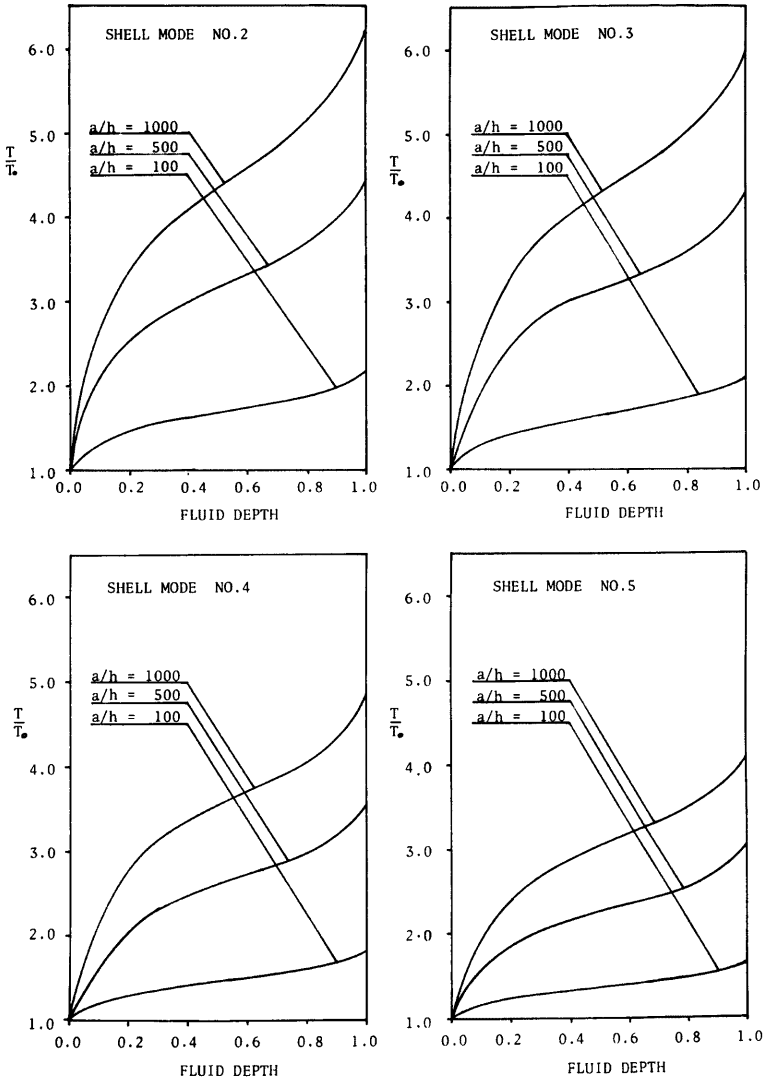 SHELL MODE NO.2
6.0
a/h = 1000
5.0
a/h = 500
T
T.
a/h = 100
4.0
3.0
2.0
1.0
0.0 0.2 0.4 0.6 0.8 1.0
FLUID DEPTH
SHELL MODE NO.3
6.0
a/h = 1000
5.0
a/h = 500
T
T.
a/h = 100
4.0
3.0
2.0
1.0
0.0 0.2 0.4 0.6 0.8 1.0
FLUID DEPTH
SHELL MODE NO.4
6.0
5.0
a/h = 1000
a/h = 500
T
T.
a/h = 100
4.0
3.0
2.0
1.0
0.0 0.2 0.4 0.6 0.8 1.0
FLUID DEPTH
SHELL MODE NO.5
6.0
5.0
a/h = 1000
a/h = 500
T
T.
a/h = 100
4.0
3.0
2.0
1.0
0.0 0.2 0.4 0.6 0.8 1.0
FLUID DEPTH